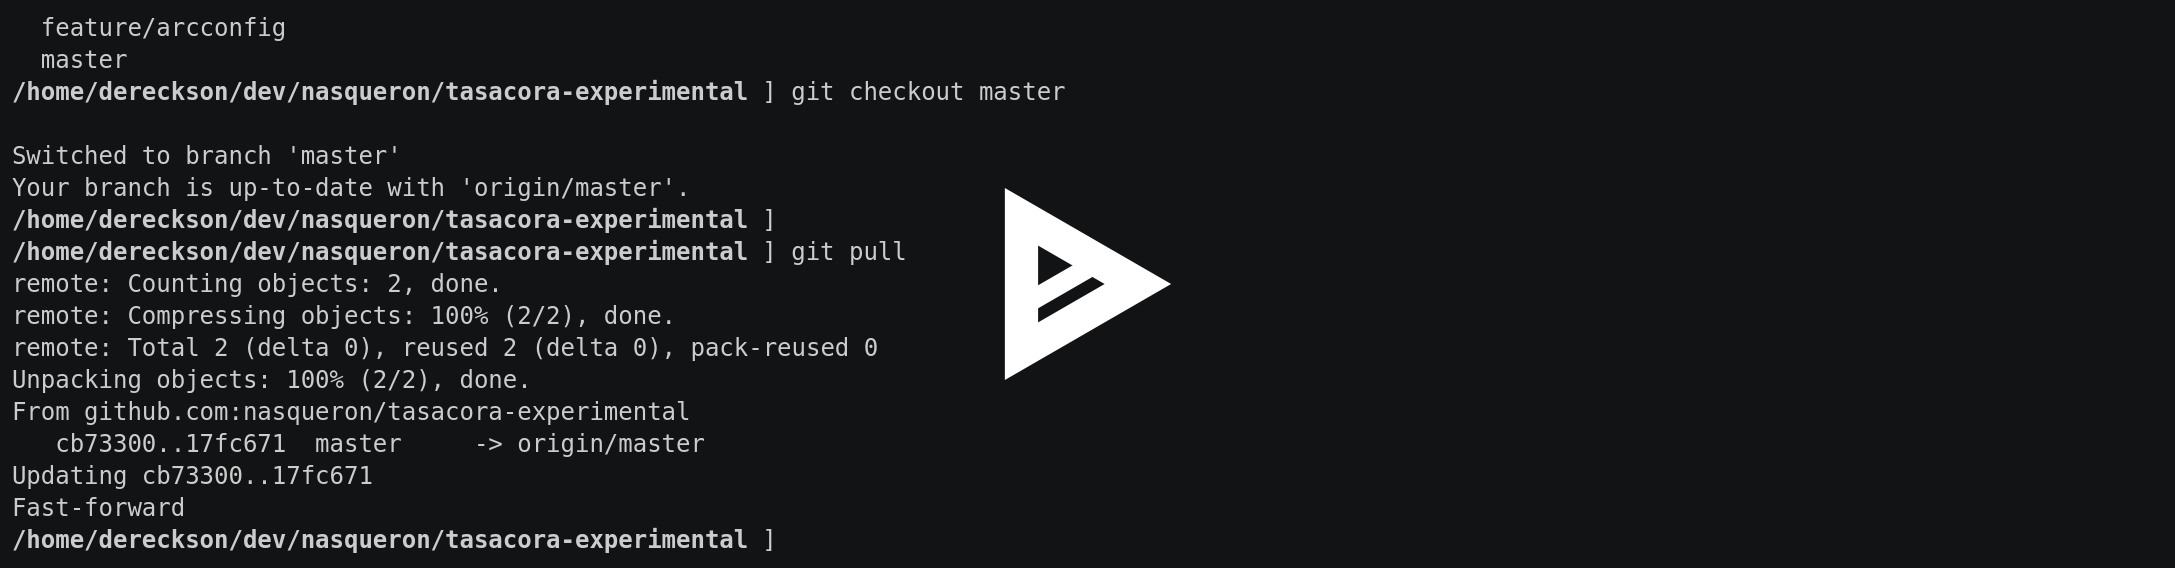 feature/arcconfig
master
/home/dereckson/dev/nasqueron/tasacora-experimental ] git checkout master
Switched to branch 'master'
Your branch is up-to-date with 'origin/master'.
/home/dereckson/dev/nasqueron/tasacora-experimental ]
/home/dereckson/dev/nasqueron/tasacora-experimental ] git pull
remote: Counting objects: 2, done.
remote: Compressing objects: 100% (2/2), done.
remote: Total 2 (delta 0), reused 2 (delta 0), pack-reused 0
Unpacking objects: 100% (2/2), done.
From github.com:nasqueron/tasacora-experimental
cb73300..17fc671  master     -> origin/master
Updating cb73300..17fc671
Fast-forward
/home/dereckson/dev/nasqueron/tasacora-experimental ]